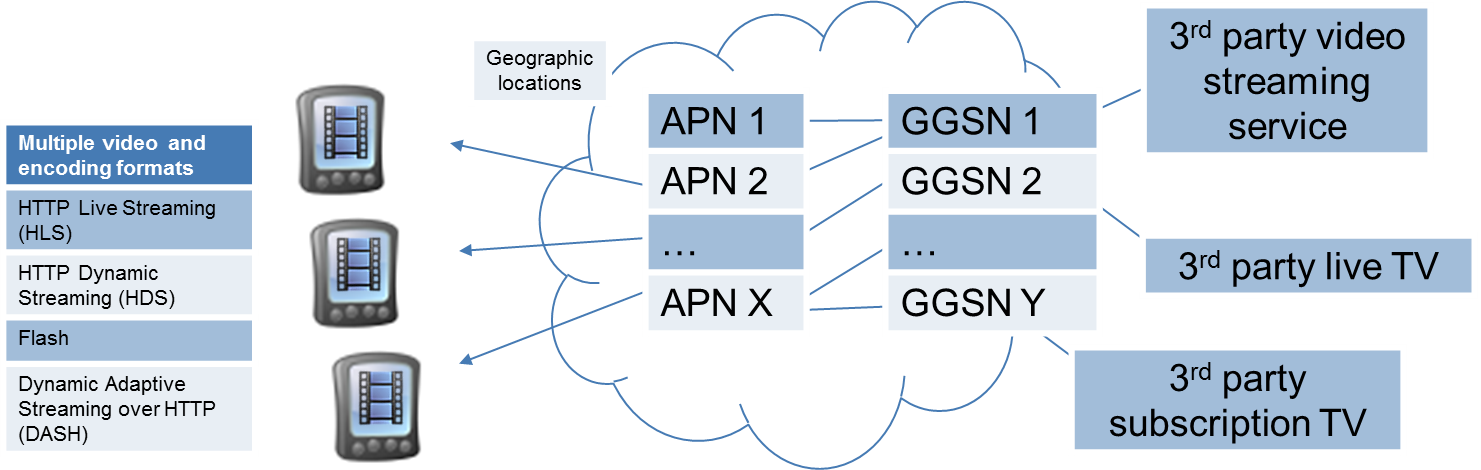 Multiple video and
encoding formats
HTTP Live Streaming
(HLS)
HTTP Dynamic
Streaming (HDS)
Flash
Dynamic Adaptive
Streaming over HTTP
(DASH)
Geographic
locations
APN 1
APN 2
...
APN X
GGSN 1
GGSN 2
...
GGSN Y
3rd party video
streaming
service
3rd party live TV
3rd party
subscription TV